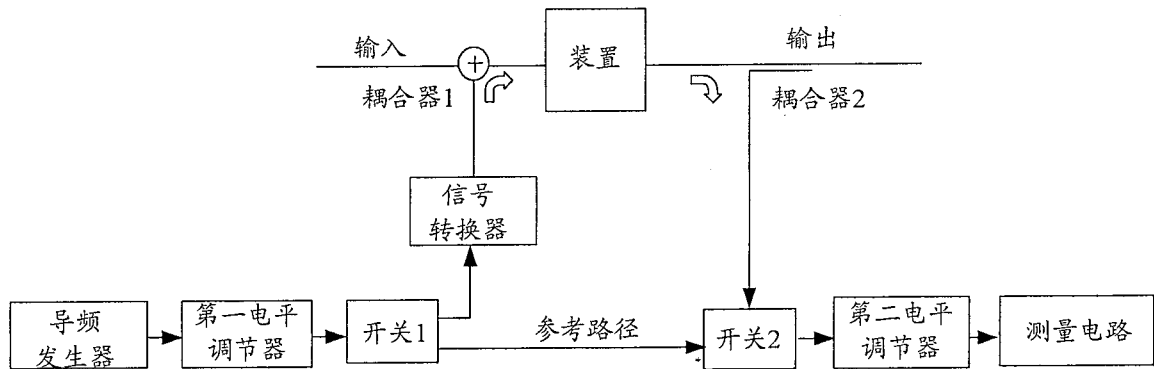 输入
装置
输出
耦合器1
耦合器2
信号
转换器
导频
发生器
第一电平
调节器
开关1
参考路径
开关2
第二电平
调节器
测量电路